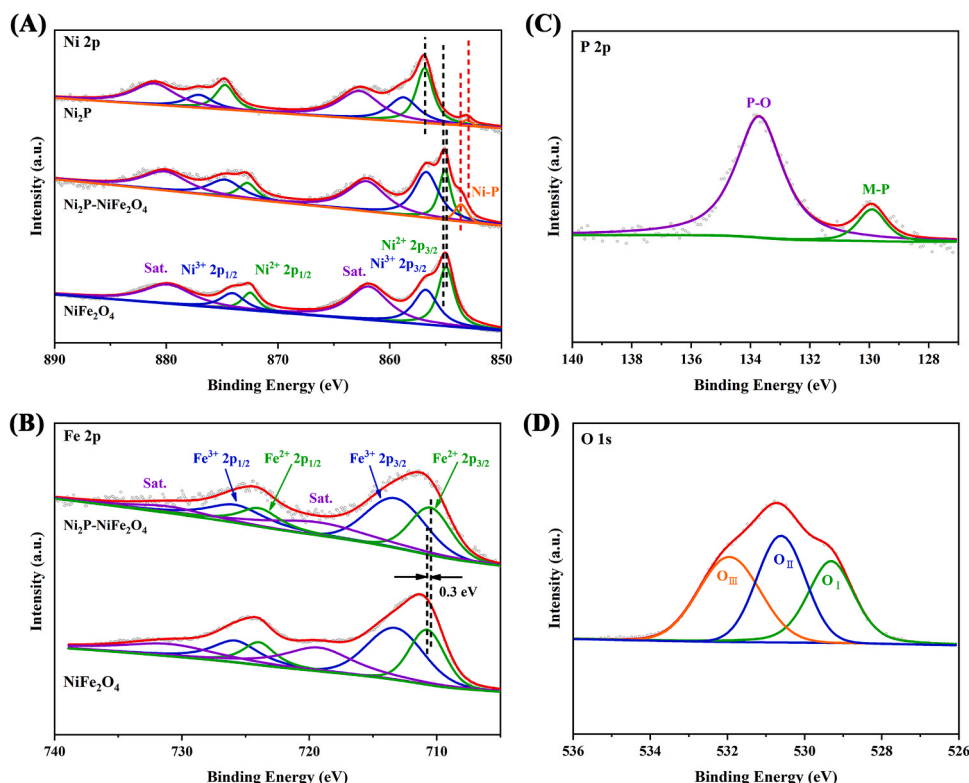 (A)
Ni 2p
Ni₂P
Ni₂P-NiFe₂O₄
Ni-P
Ni²⁺ 2p₃/₂
Sat.
Ni³⁺ 2p₁/₂
Ni²⁺ 2p₁/₂
Sat.
Ni³⁺ 2p₃/₂
NiFe₂O₄
Intensity (a.u.)
890 880 870 860 850
Binding Energy (eV)
(C)
P 2p
P-O
M-P
Intensity (a.u.)
140 138 136 134 132 130 128
Binding Energy (eV)
(B)
Fe 2p
Fe³⁺ 2p₁/₂
Fe²⁺ 2p₁/₂
Fe³⁺ 2p₃/₂
Fe²⁺ 2p₃/₂
Sat.
Sat.
Ni₂P-NiFe₂O₄
0.3 eV
NiFe₂O₄
Intensity (a.u.)
740 730 720 710
Binding Energy (eV)
(D)
O 1s
O III
O II
O I
Intensity (a.u.)
536 534 532 530 528 526
Binding Energy (eV)